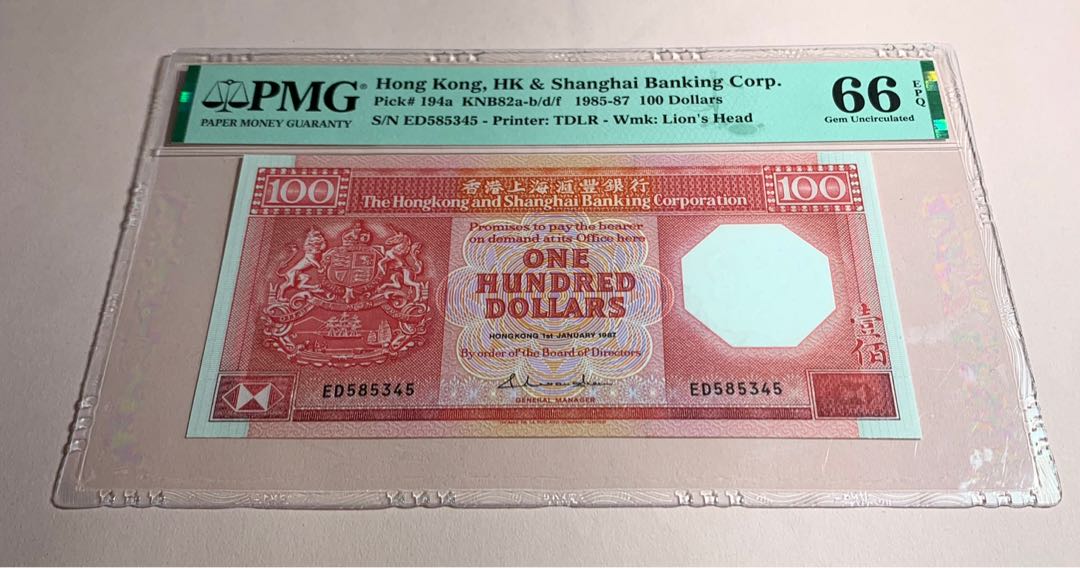 PMG
PAPER MONEY GUARANTY
Hong Kong, HK & Shanghai Banking Corp.
Pick# 194a KNB82a-b/d/f 1985-87 100 Dollars
S/N ED585345 - Printer: TDLR - Wmk: Lion's Head
66 EPQ
Gem Uncirculated
100
香港上海滙豐銀行
100
The Hongkong and Shanghai Banking Corporation
Promises to pay the bearer
on demand at its Office here
ONE
HUNDRED
DOLLARS
HONGKONG 1st JANUARY 1987
By order of the Board of Directors
壹佰
ED585345
ED585345
GENERAL MANAGER